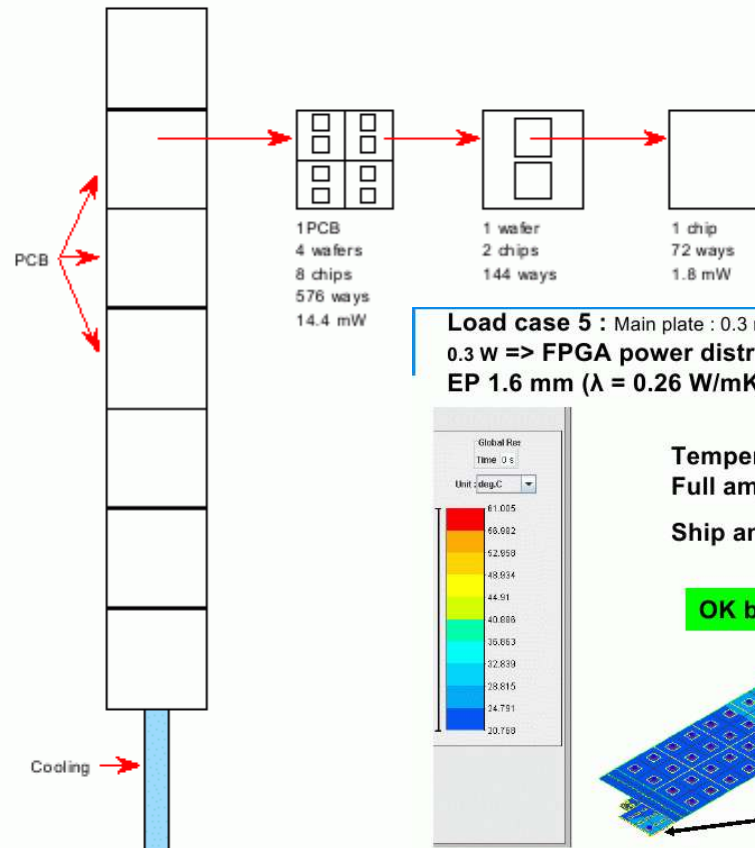 PCB
1PCB
4 wafers
8 chips
576 ways
14.4 mW
1 wafer
2 chips
144 ways
1 chip
72 ways
1.8 mW
Load case 5 : Main plate : 0.3
0.3 W => FPGA power distr
EP 1.6 mm (λ = 0.26 W/mK
Global Res
Time 0 s
Unit : deg.C
61.005
56.982
52.958
48.934
44.91
40.886
36.863
32.839
28.815
24.791
20.768
Temper
Full am
Ship an
OK b
Cooling